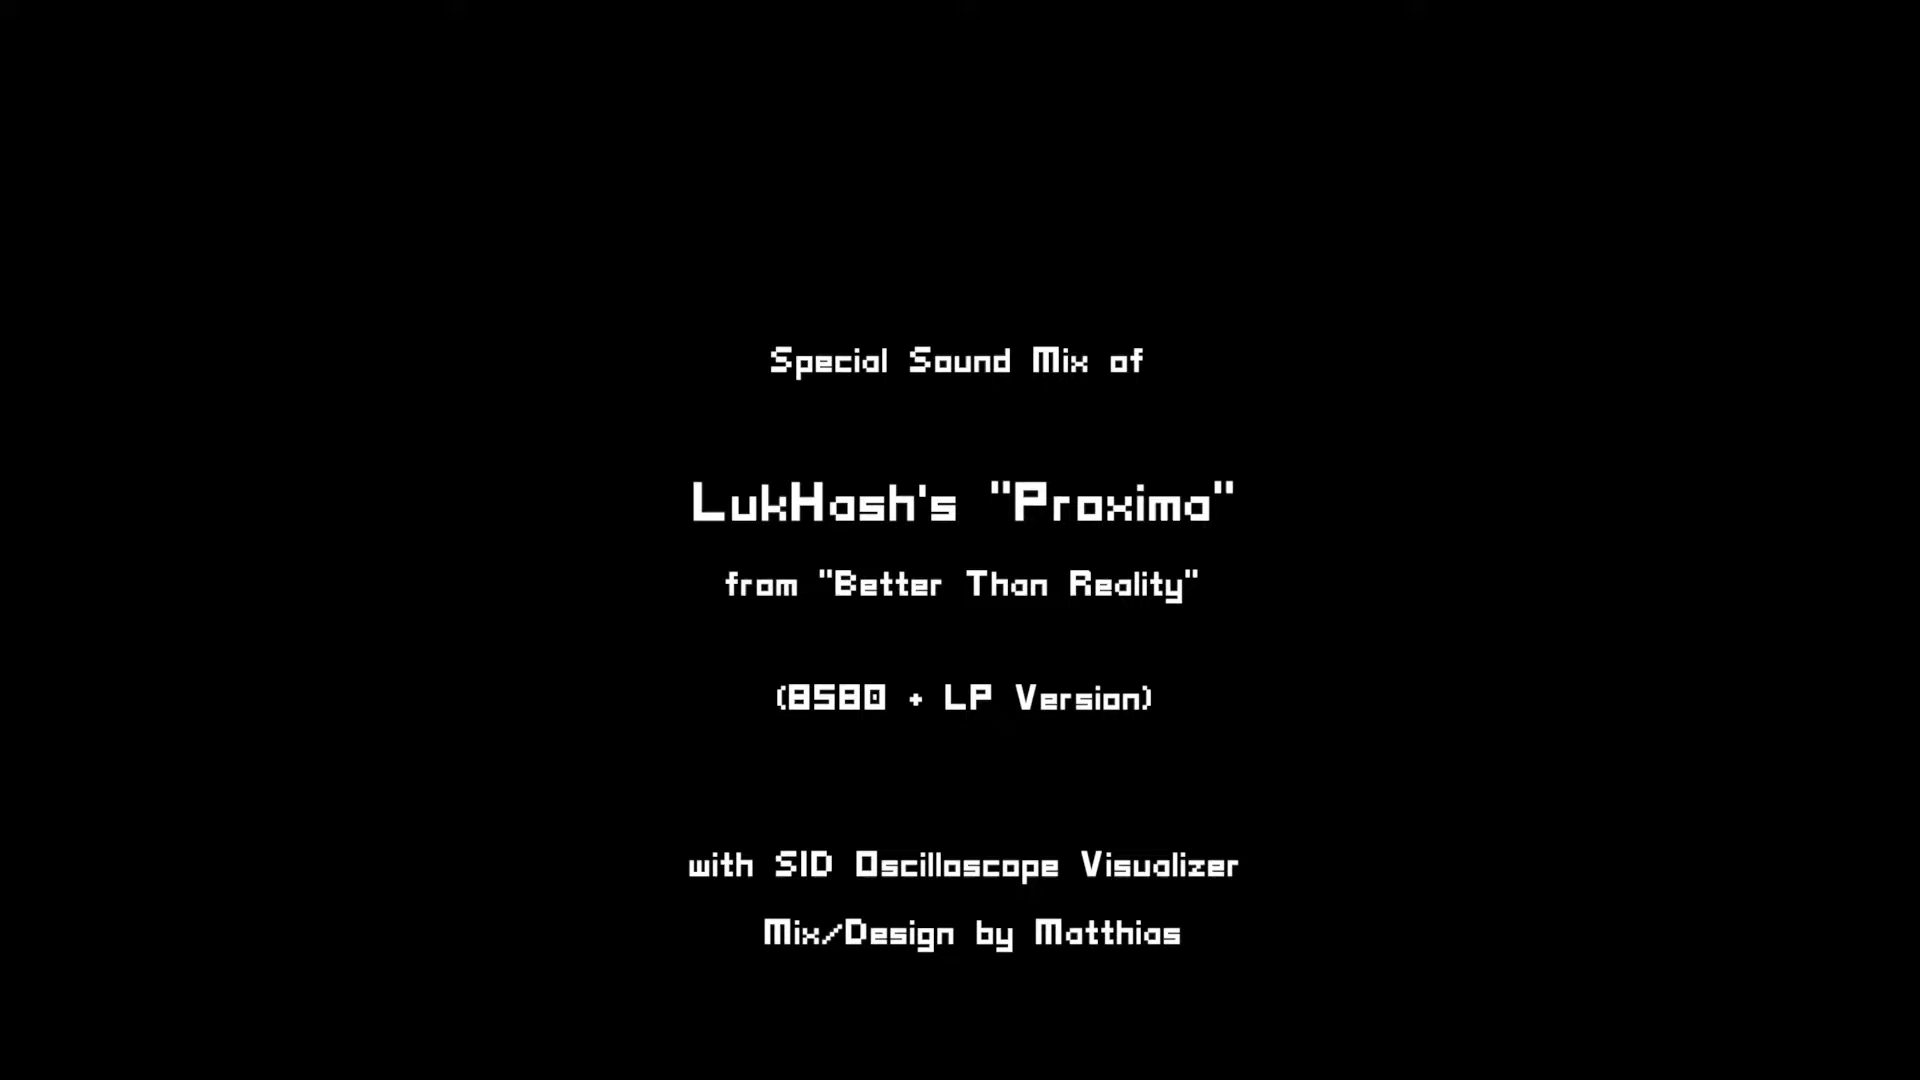 Special Sound Mix of
LukHash's "Proxima"
from "Better Than Reality"
(8580 + LP Version)
with SID Oscilloscope Visualizer
Mix/Design by Matthias